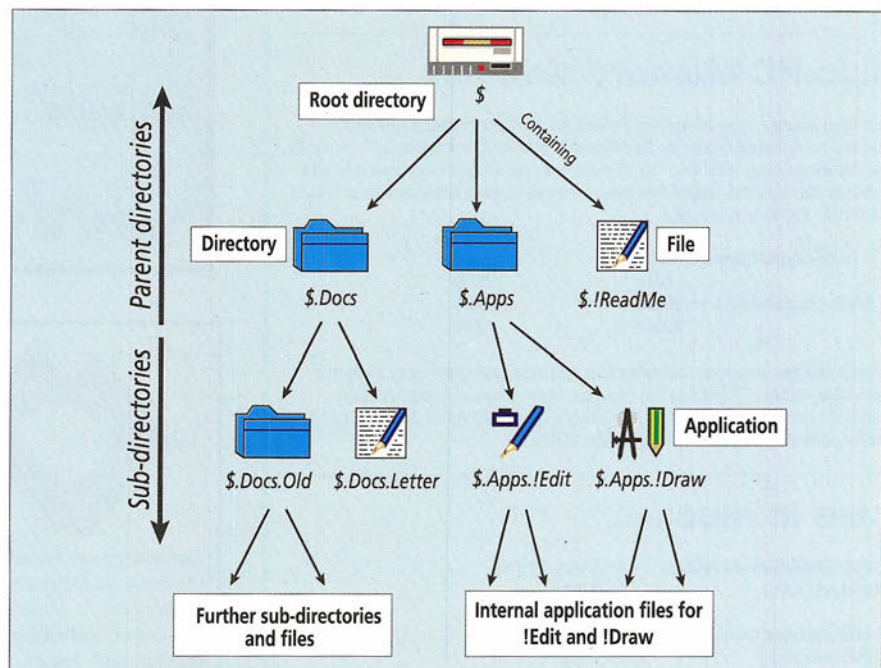 Root directory
$
Containing
Parent directories
Directory
File
$.Docs
$.Apps
$.!ReadMe
Sub-directories
Application
$.Docs.Old
$.Docs.Letter
$.Apps.!Edit
$.Apps.!Draw
Further sub-directories
and files
Internal application files for
!Edit and !Draw